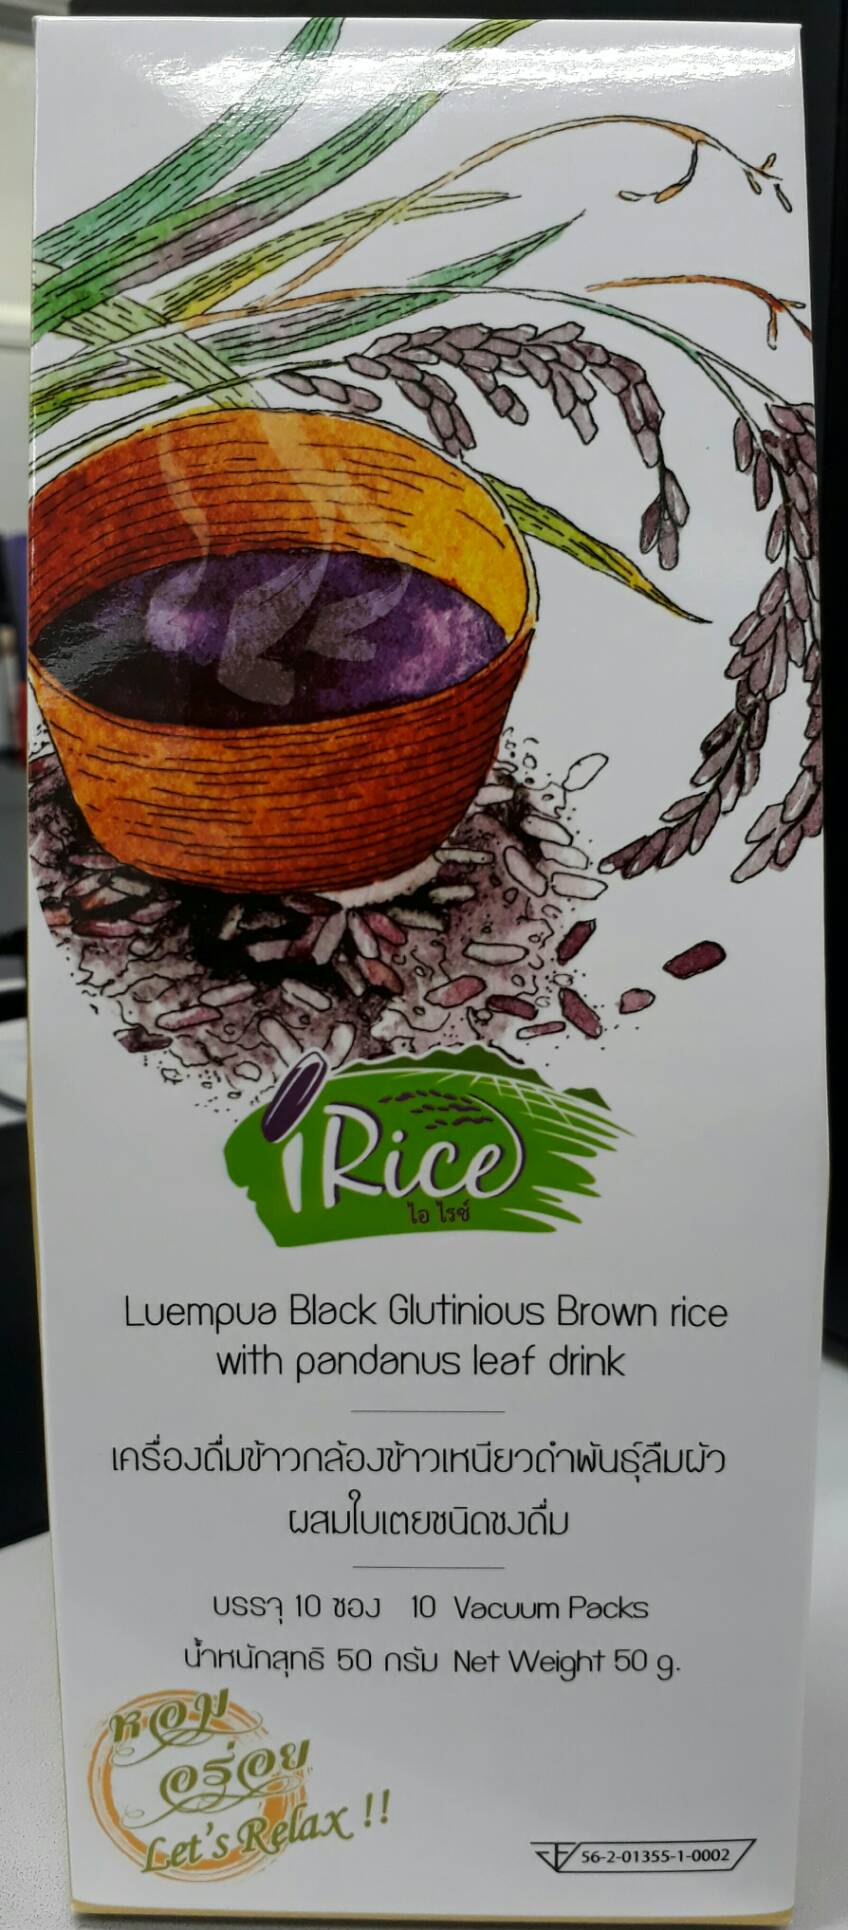 iRice
ไอ ไรซ์
Luempua Black Glutinious Brown rice
with pandanus leaf drink
เครื่องดื่มข้าวกล้องข้าวเหนียวดำพันธุ์ลืมผัว
ผสมใบเตยชนิดชงดื่ม
บรรจุ 10 ซอง 10 Vacuum Packs
น้ำหนักสุทธิ 50 กรัม Net Weight 50 g.
หอม
อร่อย
Let's Relax !!
56-2-01355-1-0002